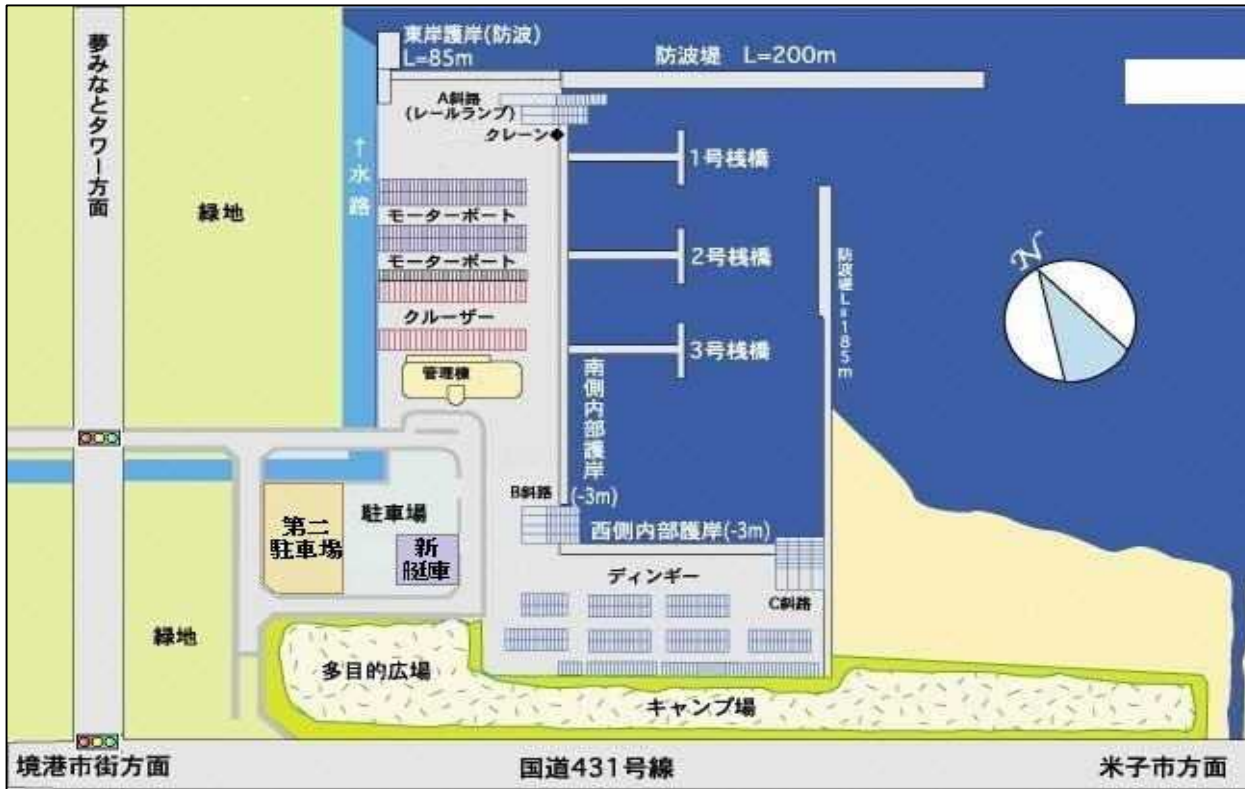 東岸護岸(防波)
L=85m
防波堤 L=200m
夢みなとタワー方面
A斜路
(レールランプ)
クレーン◆
1号桟橋
↑水路
緑地
モーターボート
2号桟橋
モーターボート
防波堤L=185m
N
クルーザー
3号桟橋
管理棟
南側内部護岸
(-3m)
B斜路
西側内部護岸(-3m)
駐車場
第二
駐車場
新
艇庫
ディンギー
C斜路
緑地
多目的広場
キャンプ場
境港市街方面
国道431号線
米子市方面